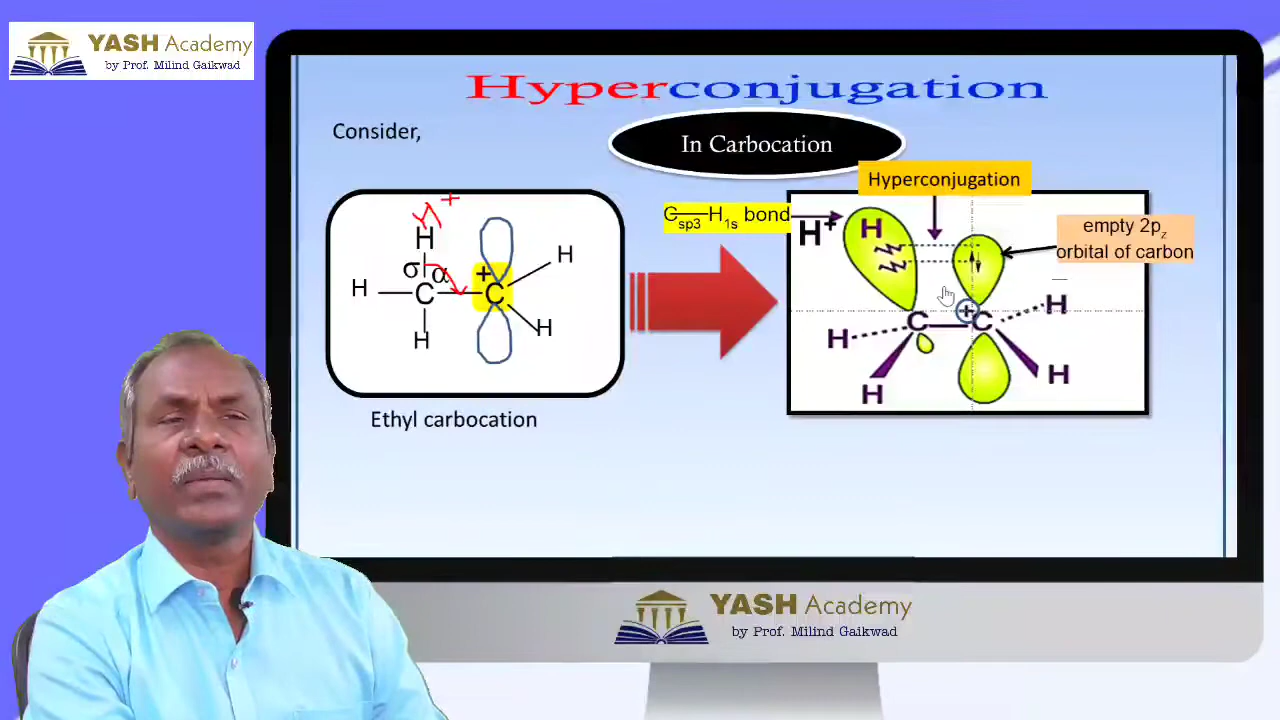 YASH Academy
by Prof. Milind Gaikwad
Hyperconjugation
Consider,
In Carbocation
Hyperconjugation
Csp3—H1s bond
empty 2pz
orbital of carbon
H+
H
H
+
σ
α
H
C
+
C
H
H
H
Ethyl carbocation
H
C
+
C
H
H
H
H
YASH Academy
by Prof. Milind Gaikwad